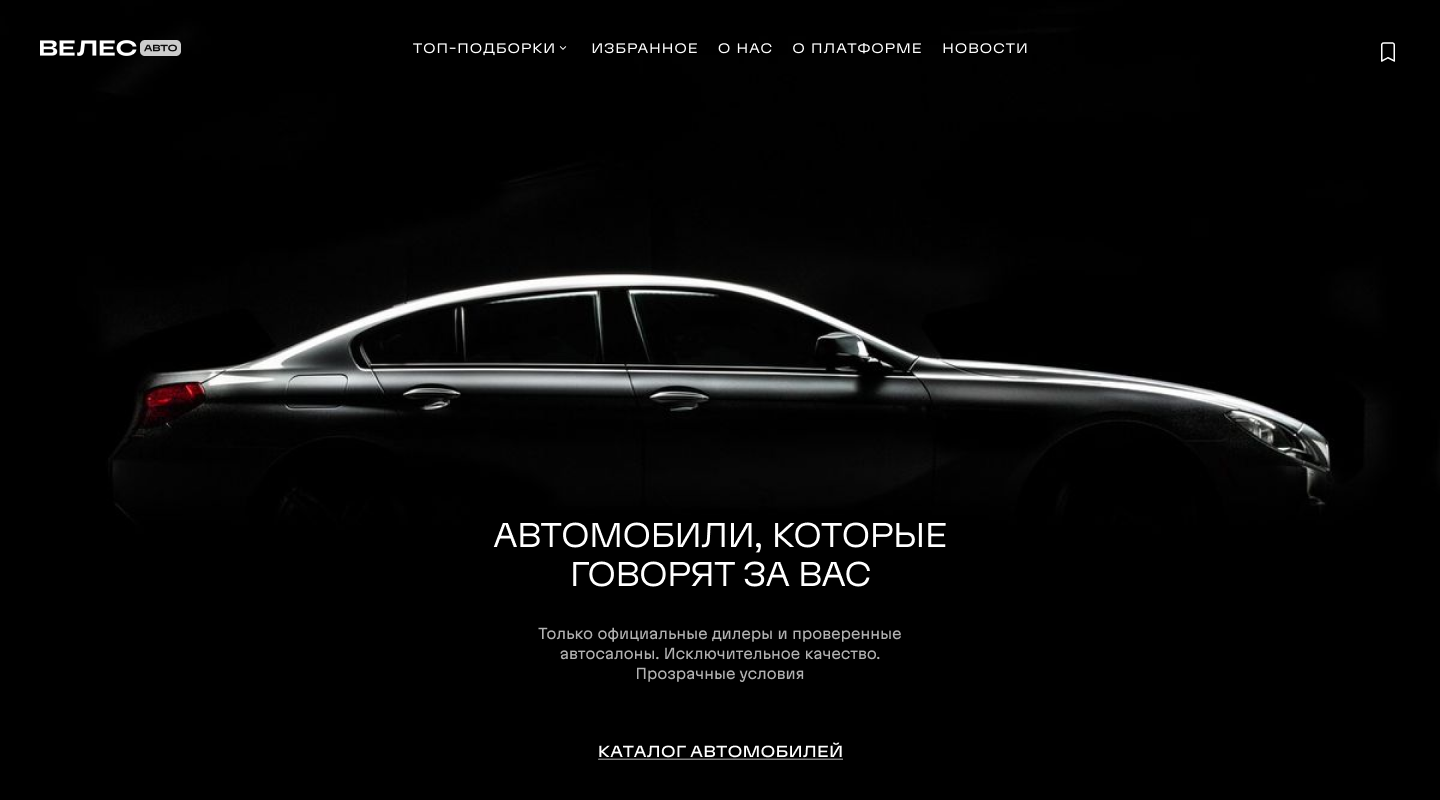 ВЕЛЕС АВТО
ТОП-ПОДБОРКИ ИЗБРАННОЕ О НАС О ПЛАТФОРМЕ НОВОСТИ
АВТОМОБИЛИ, КОТОРЫЕ
ГОВОРЯТ ЗА ВАС
Только официальные дилеры и проверенные
автосалоны. Исключительное качество.
Прозрачные условия
КАТАЛОГ АВТОМОБИЛЕЙ